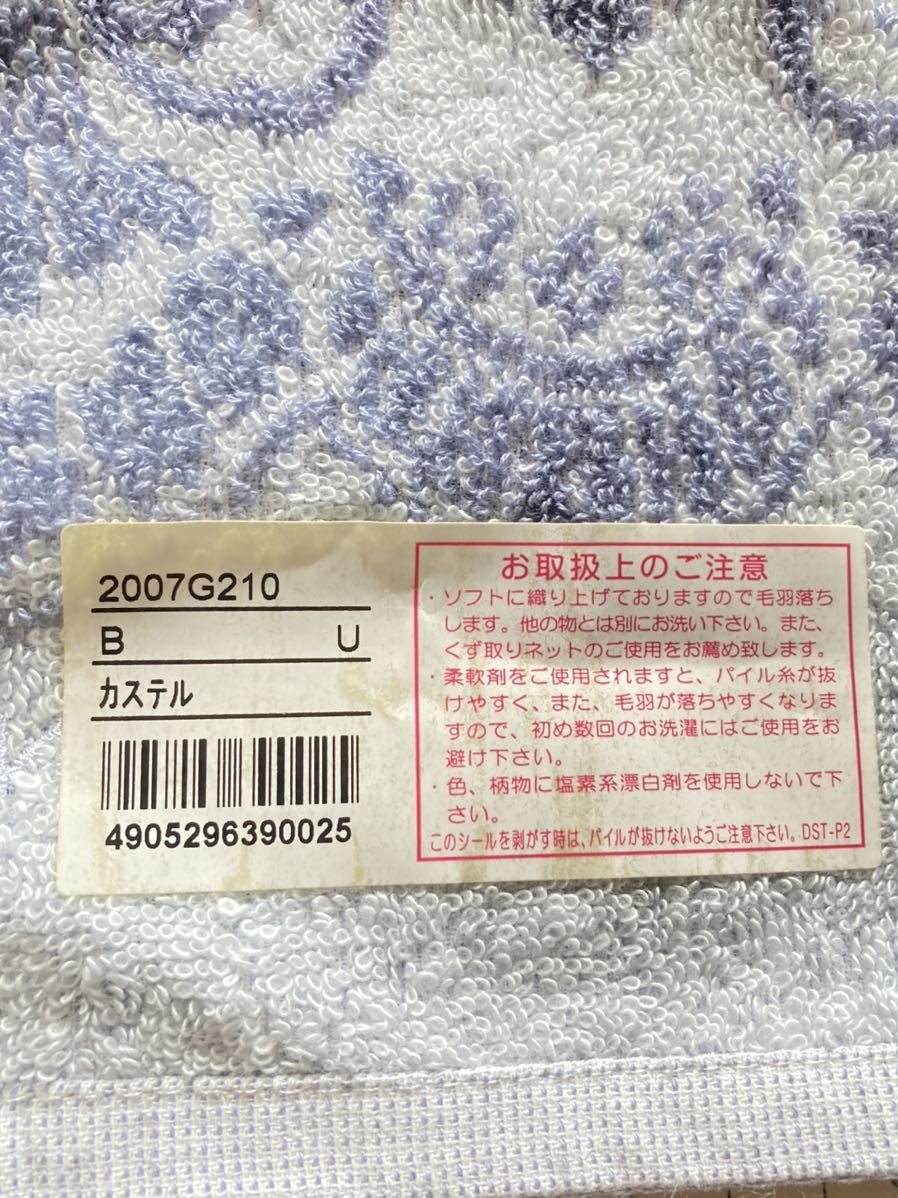 2007G210
B U
カステル
4905296390025
お取扱上のご注意
・ソフトに織り上げておりますので毛羽落ち
します。他の物とは別にお洗い下さい。また、
くず取りネットのご使用をお薦め致します。
・柔軟剤をご使用されますと、パイル糸が抜
けやすく、また、毛羽が落ちやすくなりま
すので、初め数回のお洗濯にはご使用をお
避け下さい。
・色、柄物に塩素系漂白剤を使用しないで下
さい。
このシールを剥がす時は、パイルが抜けないようご注意下さい。DST-P2